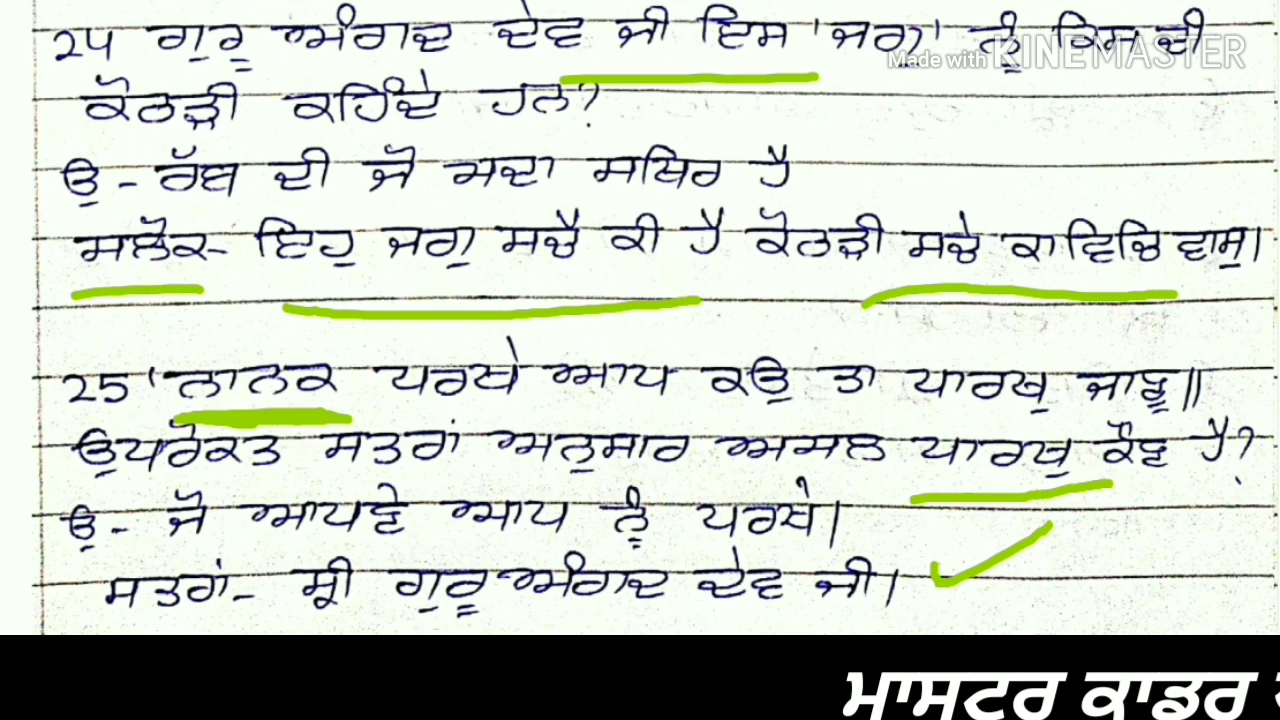 24 ਗੁਰੂ ਅੰਗਦ ਦੇਵ ਜੀ ਇਸ 'ਜਗੁ' ਨੂੰ ਕਿਸ ਦੀ
Made with KINEMASTER
ਕੋਠੜੀ ਕਹਿੰਦੇ ਹਨ?
ਉ - ਰੱਬ ਦੀ ਜੋ ਸਦਾ ਸਥਿਰ ਹੈ
ਸਲੋਕ - ਇਹੁ ਜਗੁ ਸਚੈ ਕੀ ਹੈ ਕੋਠੜੀ ਸਚੇ ਕਾ ਵਿਚਿ ਵਾਸੁ।
25 'ਨਾਨਕ ਪਰਖੇ ਆਪ ਕਉ ਤਾ ਪਾਰਖੁ ਜਾਣੁ॥
ਉਪਰੋਕਤ ਸਤਰਾਂ ਅਨੁਸਾਰ ਅਸਲ ਪਾਰਖੁ ਕੌਣ ਹੈ?
ਉ - ਜੋ ਆਪਣੇ ਆਪ ਨੂੰ ਪਰਖੇ।
ਸਤਰਾਂ - ਸ੍ਰੀ ਗੁਰੂ ਅੰਗਦ ਦੇਵ ਜੀ।
ਮਾਸਟਰ ਕਾਡਰ